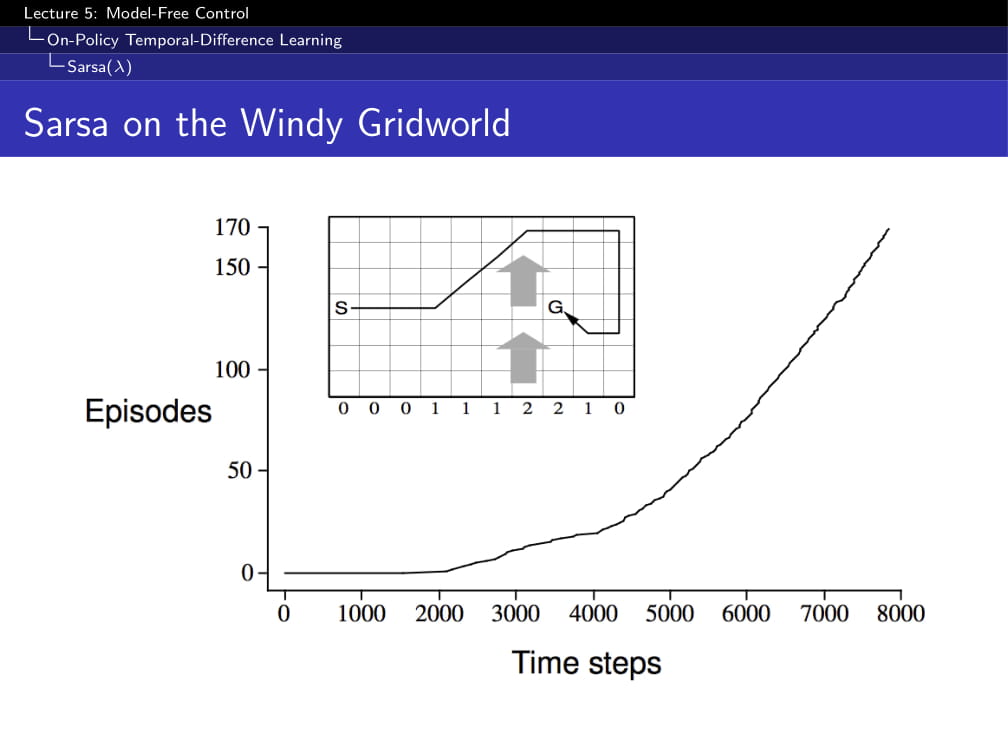 Lecture 5: Model-Free Control
On-Policy Temporal-Difference Learning
Sarsa(λ)
Sarsa on the Windy Gridworld
170
150
100
50
0
Episodes
S
G
0 0 0 1 1 1 2 2 1 0
0 1000 2000 3000 4000 5000 6000 7000 8000
Time steps